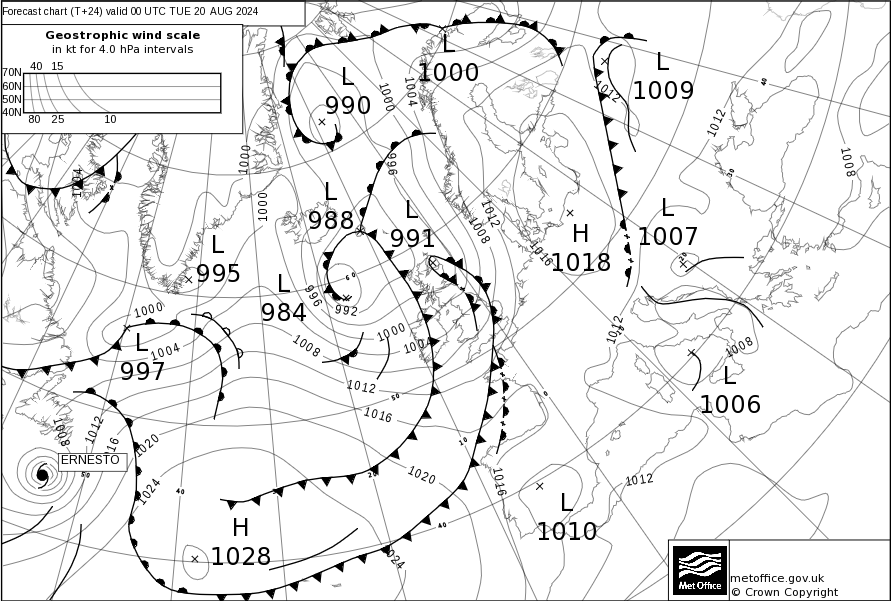 Forecast chart (T+24) valid 00 UTC TUE 20 AUG 2024
Geostrophic wind scale
in kt for 4.0 hPa intervals
40 15
70N
60N
50N
40N
80 25 10
L
1000
L
990
L
1009
1000
1004
1012
1012
1008
1000
996
1004
L
988
L
991
1000
1012
1008
L
1007
H
1018
1016
L
995
L
984
996
992
60
1000
L
997
1004
1008
1000
1004
1012
1012
1008
L
1006
1016
50
1008
1012
1016
1020
ERNESTO
50
1024
40
20
1020
10
0
1016
L
1010
1012
40
H
1028
1024
Met Office
metoffice.gov.uk
© Crown Copyright